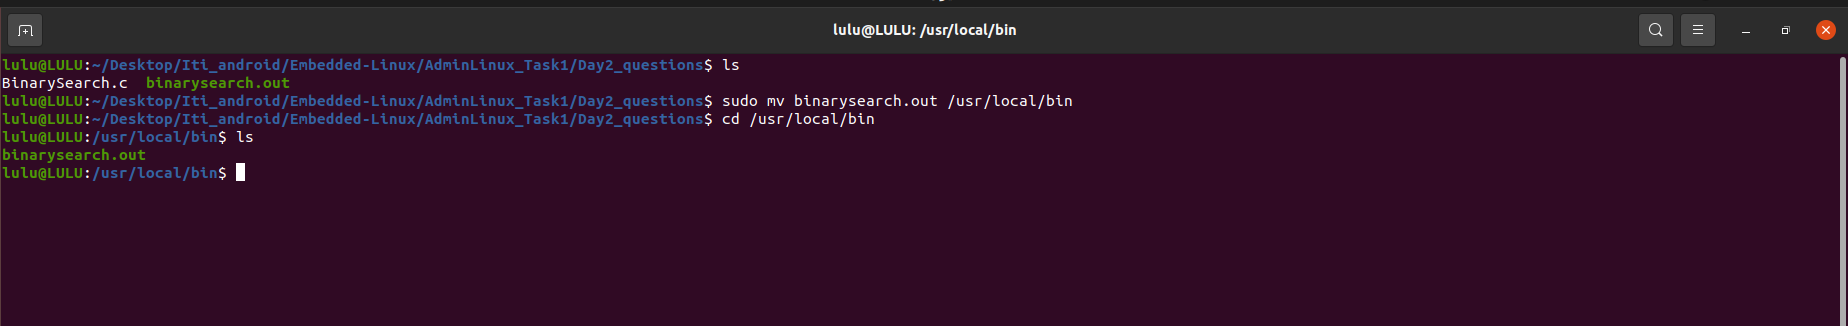 lulu@LULU: /usr/local/bin
lulu@LULU:~/Desktop/Iti_android/Embedded-Linux/AdminLinux_Task1/Day2_questions$ ls
BinarySearch.c  binarysearch.out
lulu@LULU:~/Desktop/Iti_android/Embedded-Linux/AdminLinux_Task1/Day2_questions$ sudo mv binarysearch.out /usr/local/bin
lulu@LULU:~/Desktop/Iti_android/Embedded-Linux/AdminLinux_Task1/Day2_questions$ cd /usr/local/bin
lulu@LULU:/usr/local/bin$ ls
binarysearch.out
lulu@LULU:/usr/local/bin$